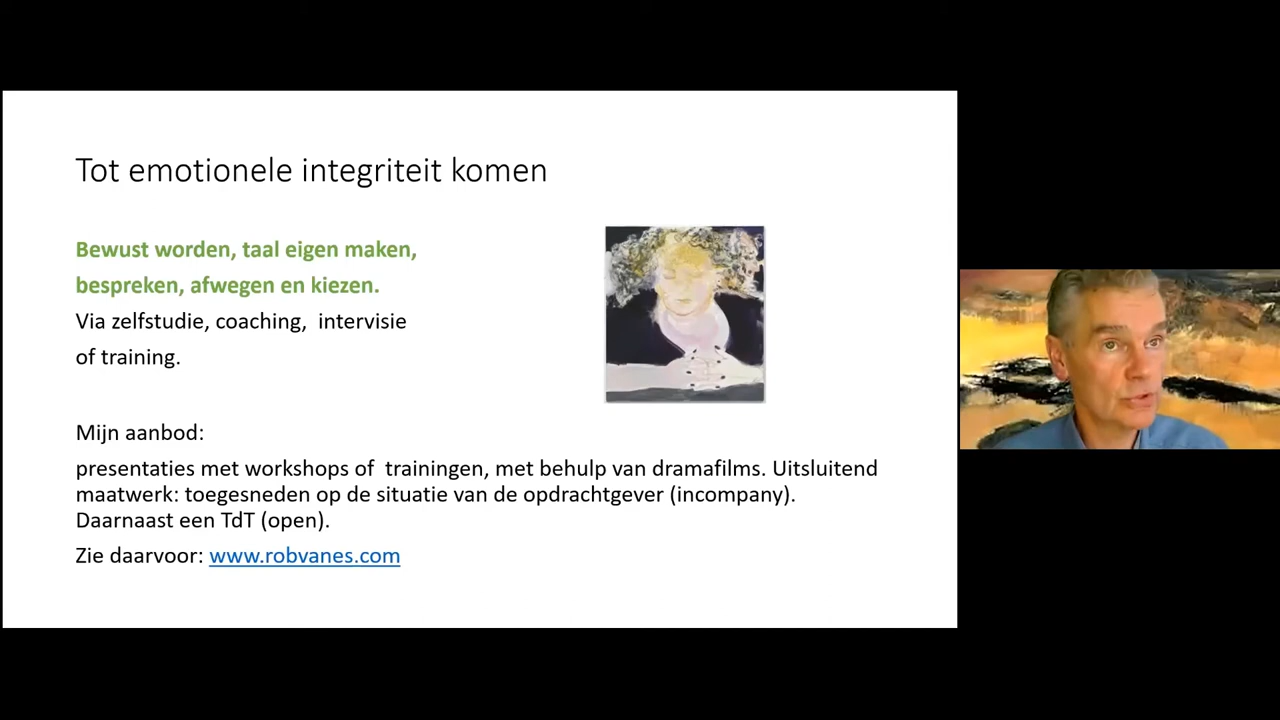 Tot emotionele integriteit komen
Bewust worden, taal eigen maken,
bespreken, afwegen en kiezen.
Via zelfstudie, coaching, intervisie
of training.
Mijn aanbod:
presentaties met workshops of trainingen, met behulp van dramafilms. Uitsluitend
maatwerk: toegesneden op de situatie van de opdrachtgever (incompany).
Daarnaast een TdT (open).
Zie daarvoor: www.robvanes.com